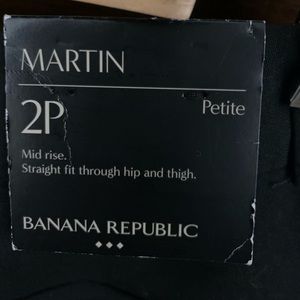 MARTIN
2P
Petite
Mid rise.
Straight fit through hip and thigh.
BANANA REPUBLIC